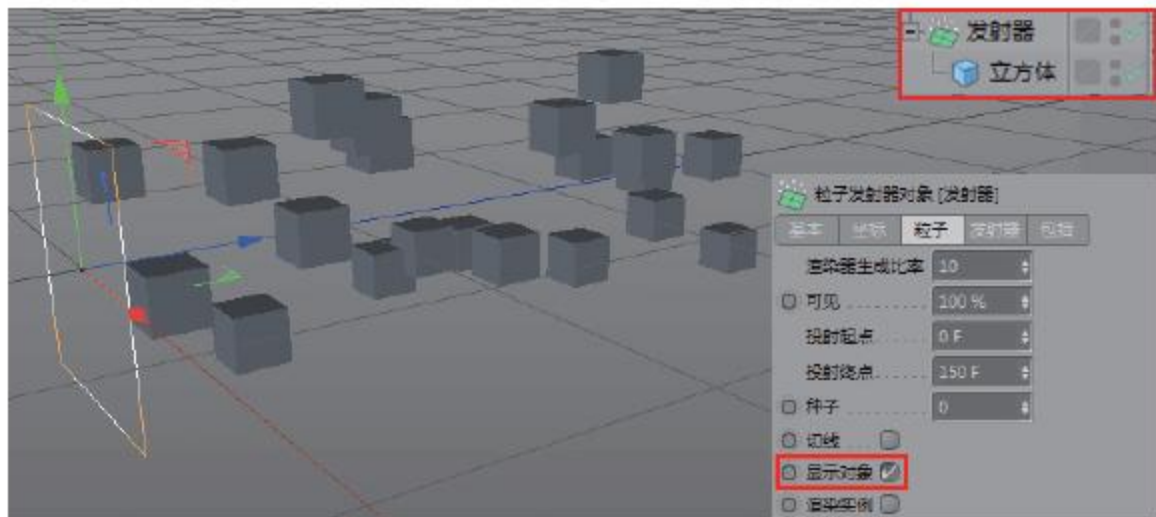 发射器
立方体
粒子发射器对象 [发射器]
基本 坐标 粒子 发射器 包括
渲染器生成比率 10
可见 100 %
投射起点 0 F
投射终点 150 F
种子 0
切线
显示对象
渲染实例